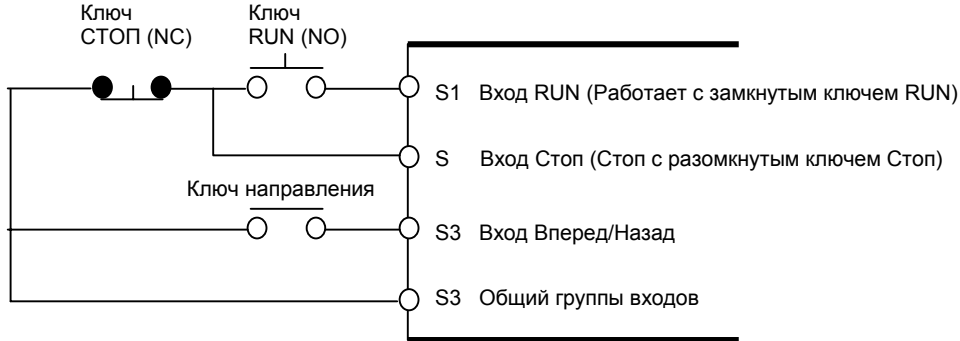 Ключ
СТОП (NC)
Ключ
RUN (NO)
S1 Вход RUN (Работает с замкнутым ключем RUN)
S Вход Стоп (Стоп с разомкнутым ключем Стоп)
Ключ направления
S3 Вход Вперед/Назад
S3 Общий группы входов